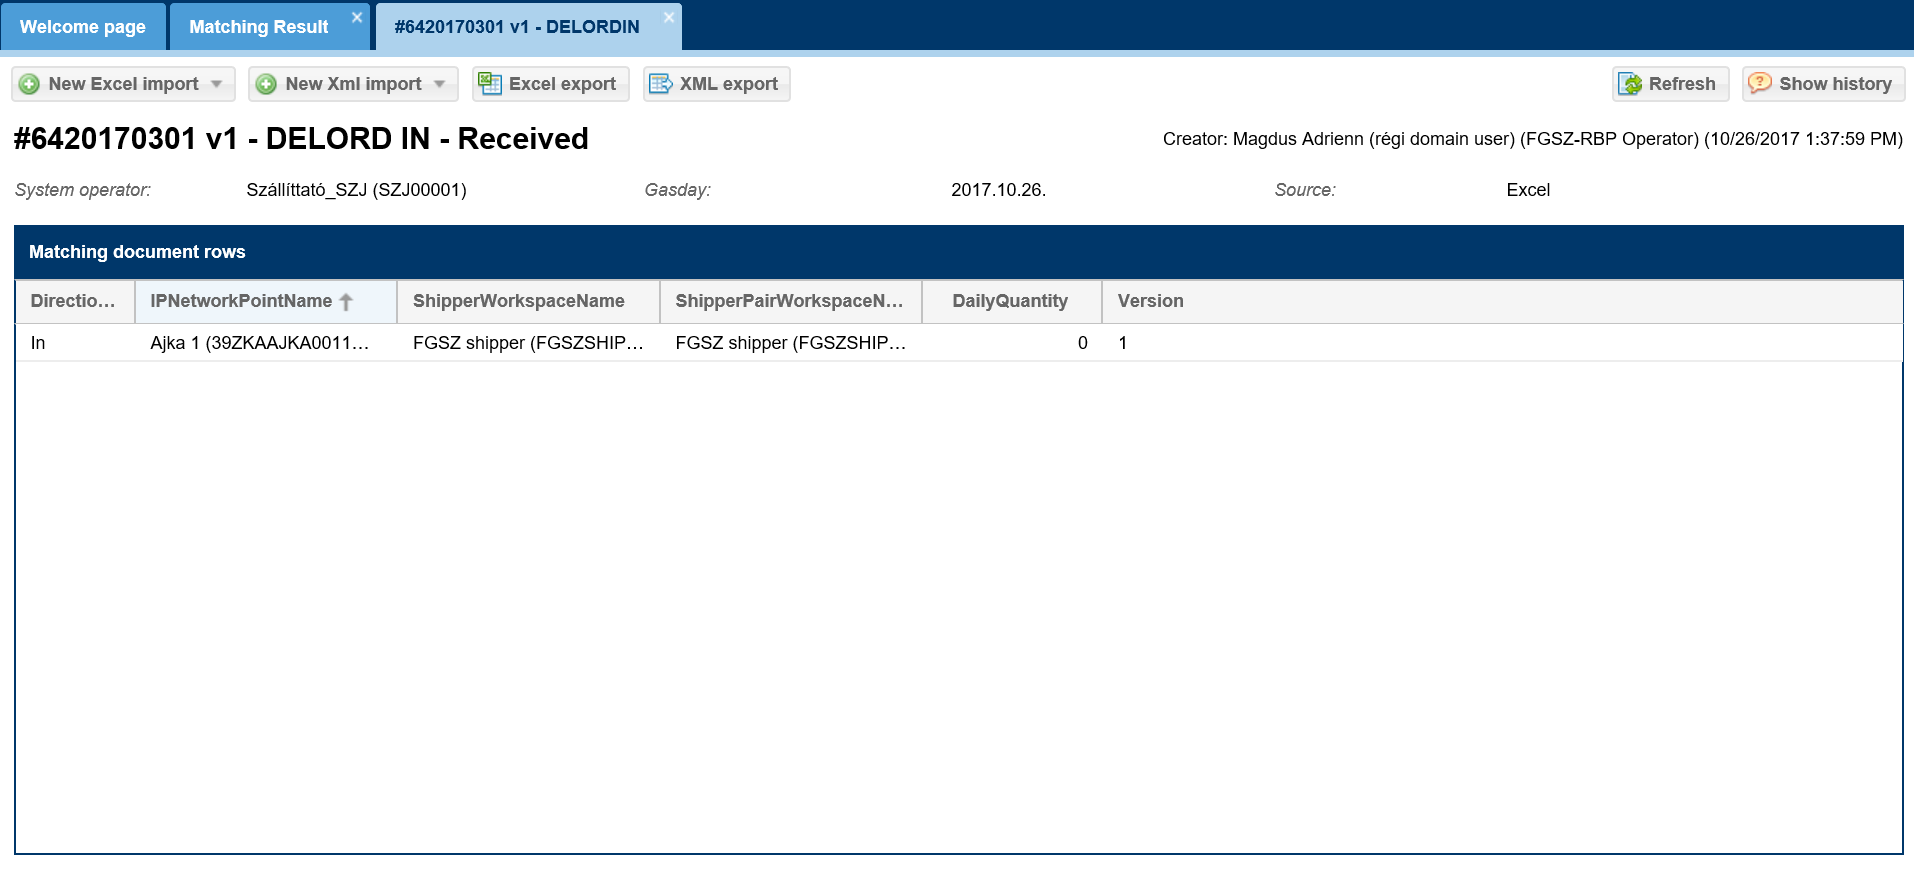 Welcome page
Matching Result
#6420170301 v1 - DELORDIN
New Excel import
New Xml import
Excel export
XML export
Refresh
Show history
#6420170301 v1 - DELORD IN - Received
Creator: Magdus Adrienn (régi domain user) (FGSZ-RBP Operator) (10/26/2017 1:37:59 PM)
System operator: Szállíttató_SZJ (SZJ00001) Gasday: 2017.10.26. Source: Excel
Matching document rows
Directio... IPNetworkPointName ShipperWorkspaceName ShipperPairWorkspaceN... DailyQuantity Version
In Ajka 1 (39ZKAAJKA0011... FGSZ shipper (FGSZSHIP... FGSZ shipper (FGSZSHIP... 0 1